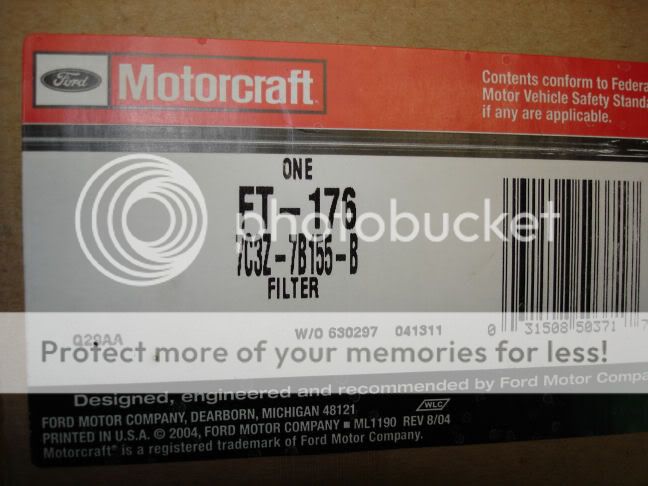 Ford
Motorcraft
Contents conform to Federa
Motor Vehicle Safety Standa
if any are applicable.
ONE
FT-176
photobucket
7C3Z-7B155-B
FILTER
Q29AA
W/O 630297 041311
0 31508 50371 7
Protect more of your memories for less!
Designed, engineered and recommended by Ford Motor Compa
WLC
FORD MOTOR COMPANY, DEARBORN, MICHIGAN 48121
PRINTED IN U.S.A. © 2004, FORD MOTOR COMPANY ■ ML1190 REV 8/04
Motorcraft® is a registered trademark of Ford Motor Company.